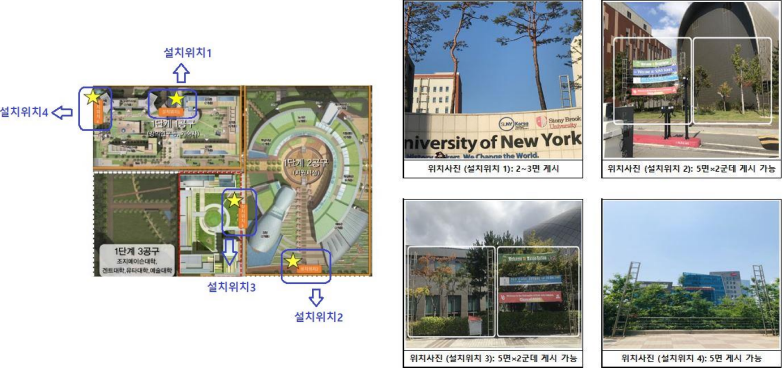 설치위치1
설치위치4
1단계 1공구
1단계 2공구
1단계 3공구
조지메이슨대학,
겐트대학,유타대학,예술대학
설치위치3
설치위치2
SUNY Korea
Stony Brook
University
niversity of New York
We Change the World.
위치사진 (설치위치 1): 2~3면 게시
위치사진 (설치위치 2): 5면×2군데 게시 가능
위치사진 (설치위치 3): 5면×2군데 게시 가능
위치사진 (설치위치 4): 5면 게시 가능